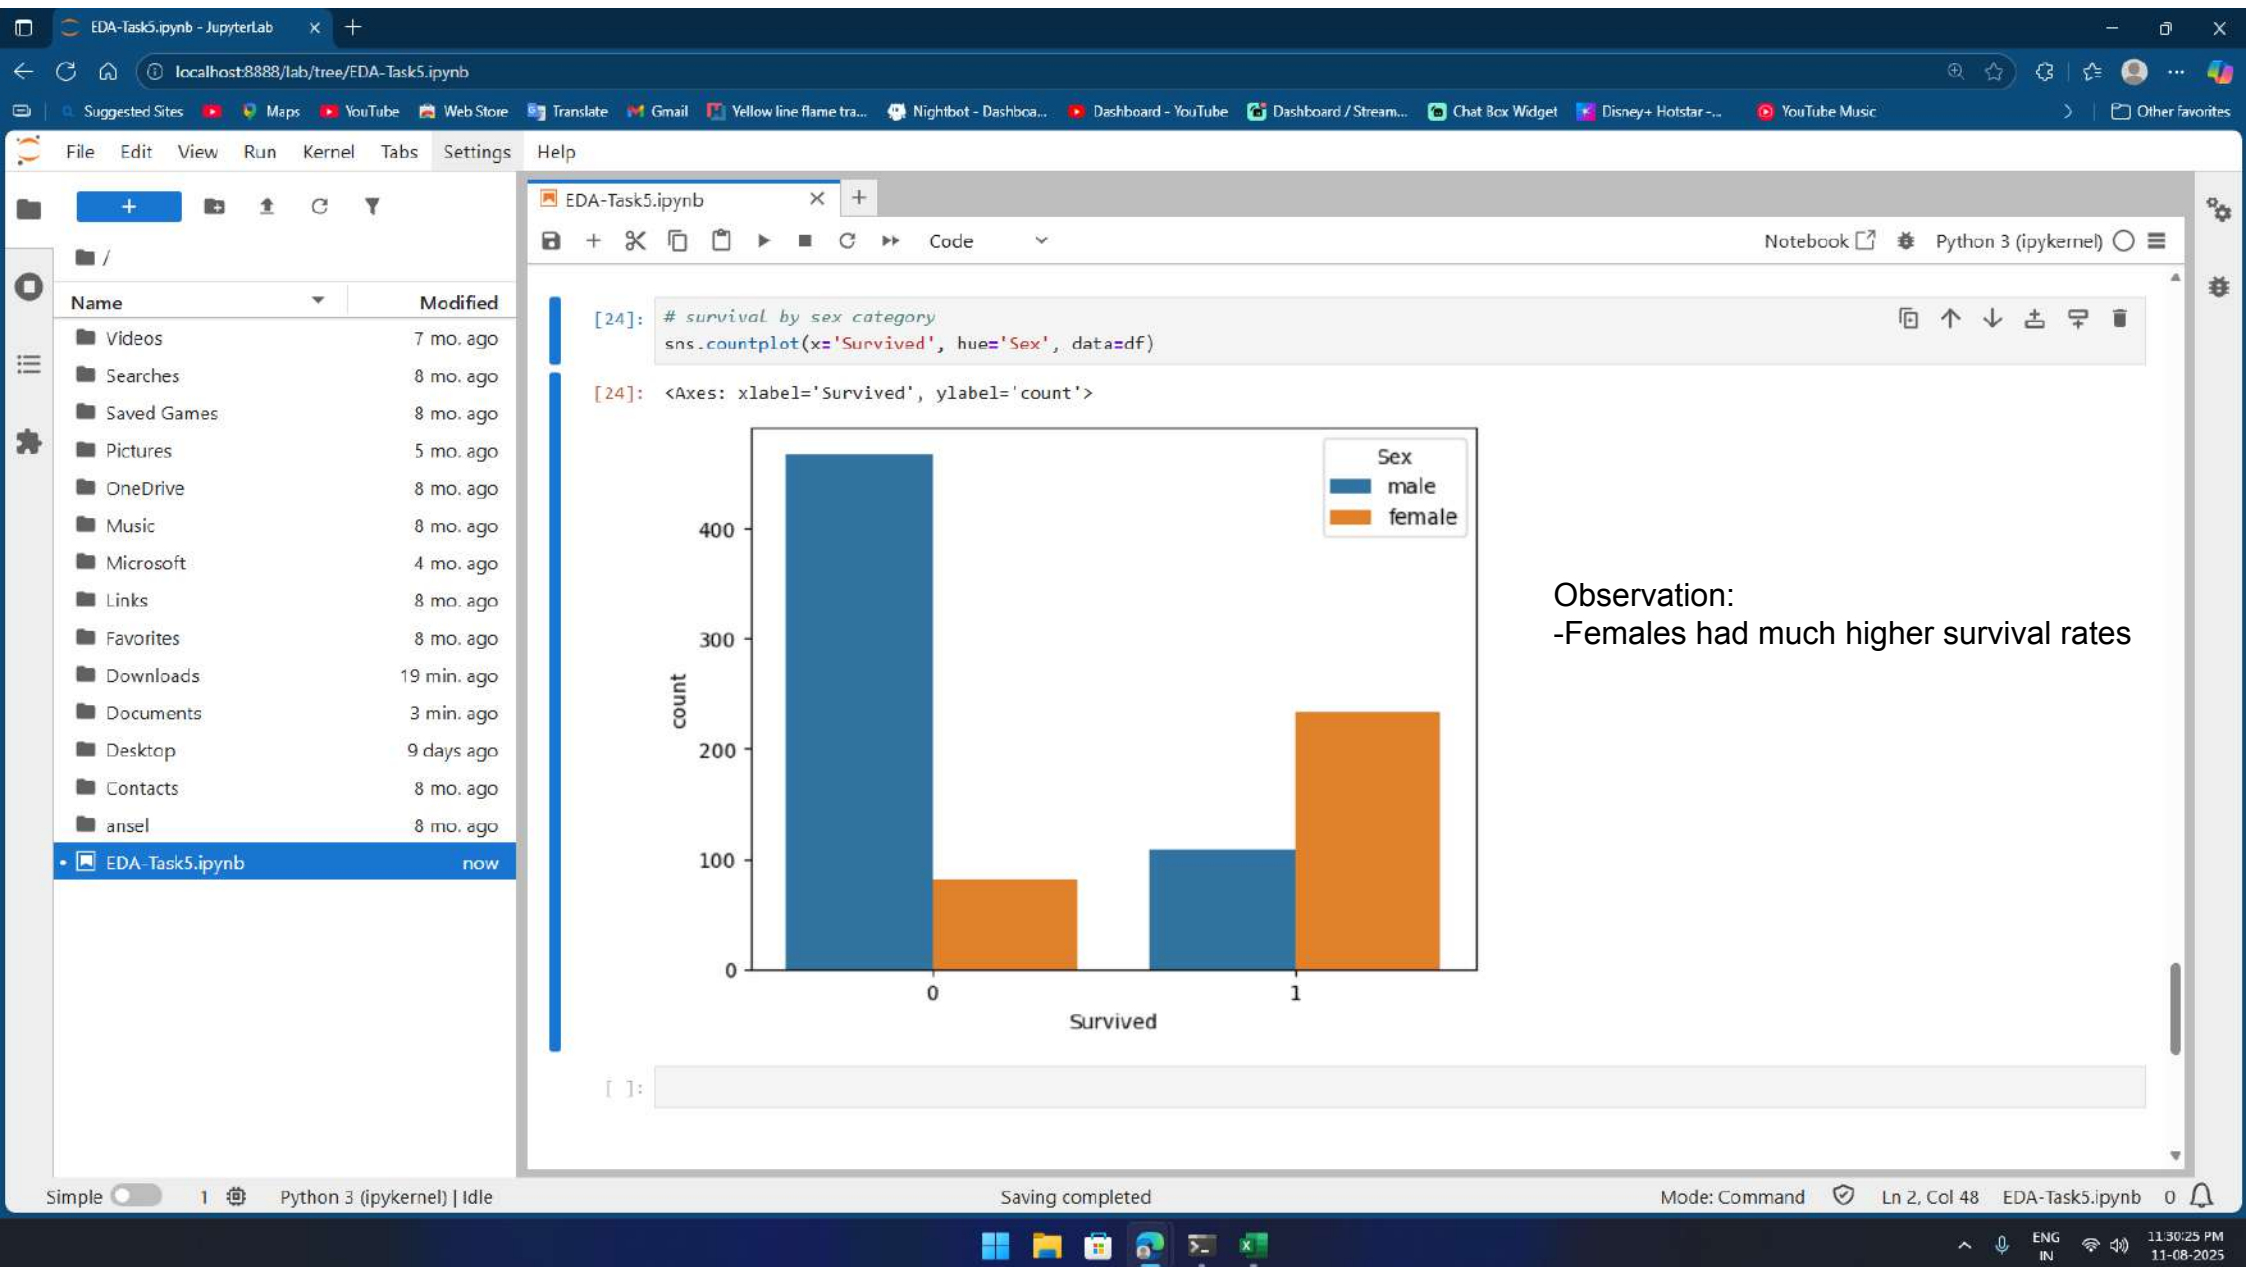 EDA-Task5.ipynb - JupyterLab
localhost:8888/lab/tree/EDA-Task5.ipynb
Suggested Sites Maps YouTube Web Store Translate Gmail Yellow line flame tra... Nightbot - Dashboa... Dashboard - YouTube Dashboard / Stream... Chat Box Widget Disney+ Hotstar -... YouTube Music Other favorites
File Edit View Run Kernel Tabs Settings Help
EDA-Task5.ipynb
Code Notebook Python 3 (ipykernel)
/
Name Modified
Videos 7 mo. ago
Searches 8 mo. ago
Saved Games 8 mo. ago
Pictures 5 mo. ago
OneDrive 8 mo. ago
Music 8 mo. ago
Microsoft 4 mo. ago
Links 8 mo. ago
Favorites 8 mo. ago
Downloads 19 min. ago
Documents 3 min. ago
Desktop 9 days ago
Contacts 8 mo. ago
ansel 8 mo. ago
EDA-Task5.ipynb now
[24]: # survival by sex category
sns.countplot(x='Survived', hue='Sex', data=df)
[24]: <Axes: xlabel='Survived', ylabel='count'>
Sex
male
female
400
300
200
100
0
count
0 1
Survived
Observation:
-Females had much higher survival rates
[ ]:
Simple 1 Python 3 (ipykernel) | Idle Saving completed Mode: Command Ln 2, Col 48 EDA-Task5.ipynb 0
ENG
IN
11:30:25 PM
11-08-2025